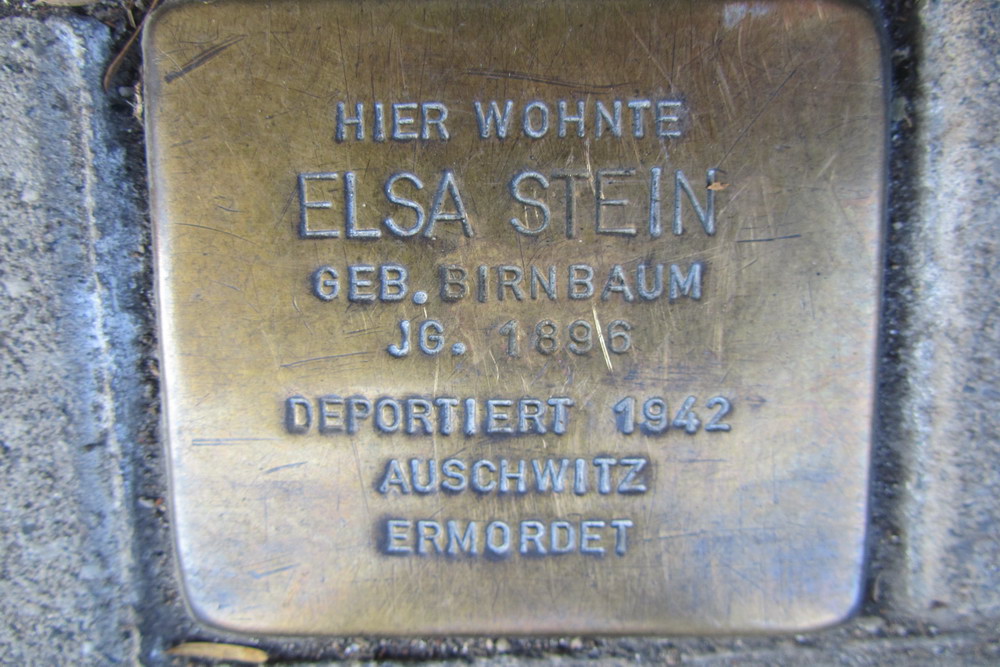 HIER WOHNTE
ELSA STEIN
GEB. BIRNBAUM
JG. 1896
DEPORTIERT 1942
AUSCHWITZ
ERMORDET